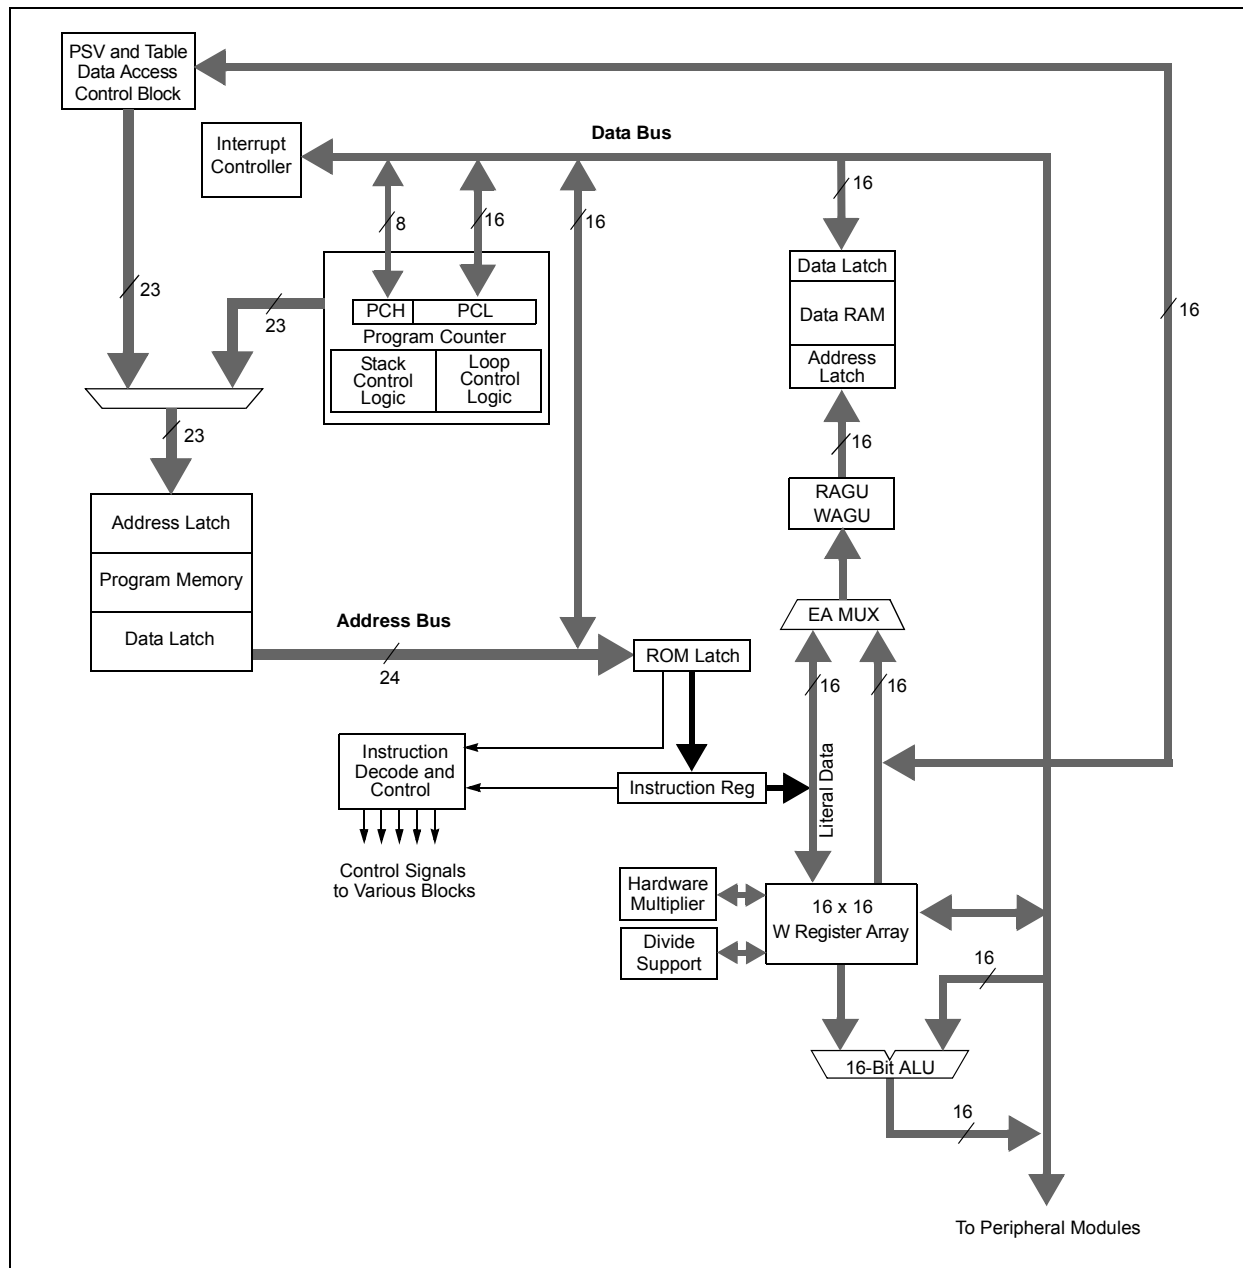 PSV and Table
Data Access
Control Block
Interrupt
Controller
Data Bus
8
16
16
16
23
23
16
PCH
PCL
Program Counter
Stack
Control
Logic
Loop
Control
Logic
Data Latch
Data RAM
Address
Latch
23
16
RAGU
WAGU
Address Latch
Program Memory
Data Latch
EA MUX
Address Bus
24
ROM Latch
16
16
Instruction
Decode and
Control
Instruction Reg
Literal Data
Control Signals
to Various Blocks
Hardware
Multiplier
16 x 16
W Register Array
Divide
Support
16
16-Bit ALU
16
To Peripheral Modules